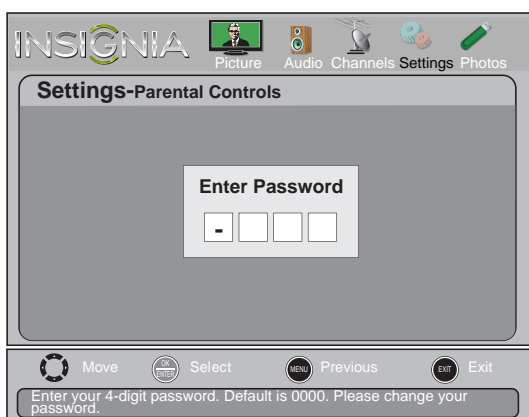 INSIGNIA
Picture Audio Channels Settings Photos
Settings-Parental Controls
Enter Password
-
Move OK ENTER Select MENU Previous EXIT Exit
Enter your 4-digit password. Default is 0000. Please change your
password.